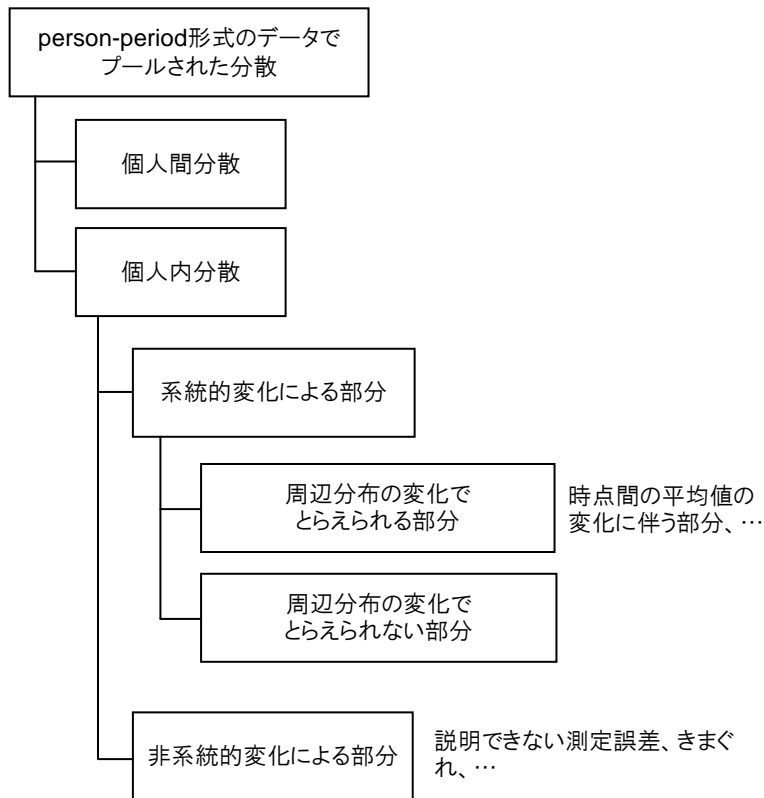 person-period形式のデータで
プールされた分散
個人間分散
個人内分散
系統的変化による部分
周辺分布の変化で
とらえられる部分
時点間の平均値の
変化に伴う部分、…
周辺分布の変化で
とらえられない部分
非系統的変化による部分
説明できない測定誤差、きまぐ
れ、…